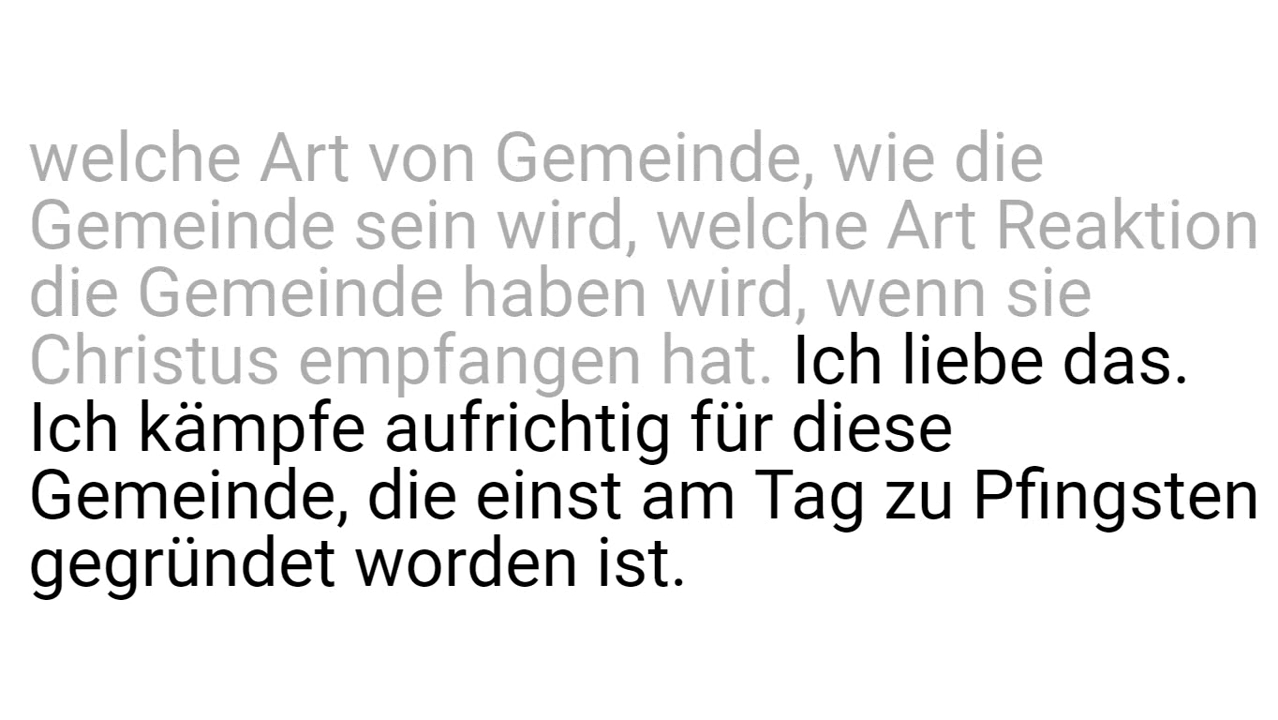 welche Art von Gemeinde, wie die
Gemeinde sein wird, welche Art Reaktion
die Gemeinde haben wird, wenn sie
Christus empfangen hat. Ich liebe das.
Ich kämpfe aufrichtig für diese
Gemeinde, die einst am Tag zu Pfingsten
gegründet worden ist.